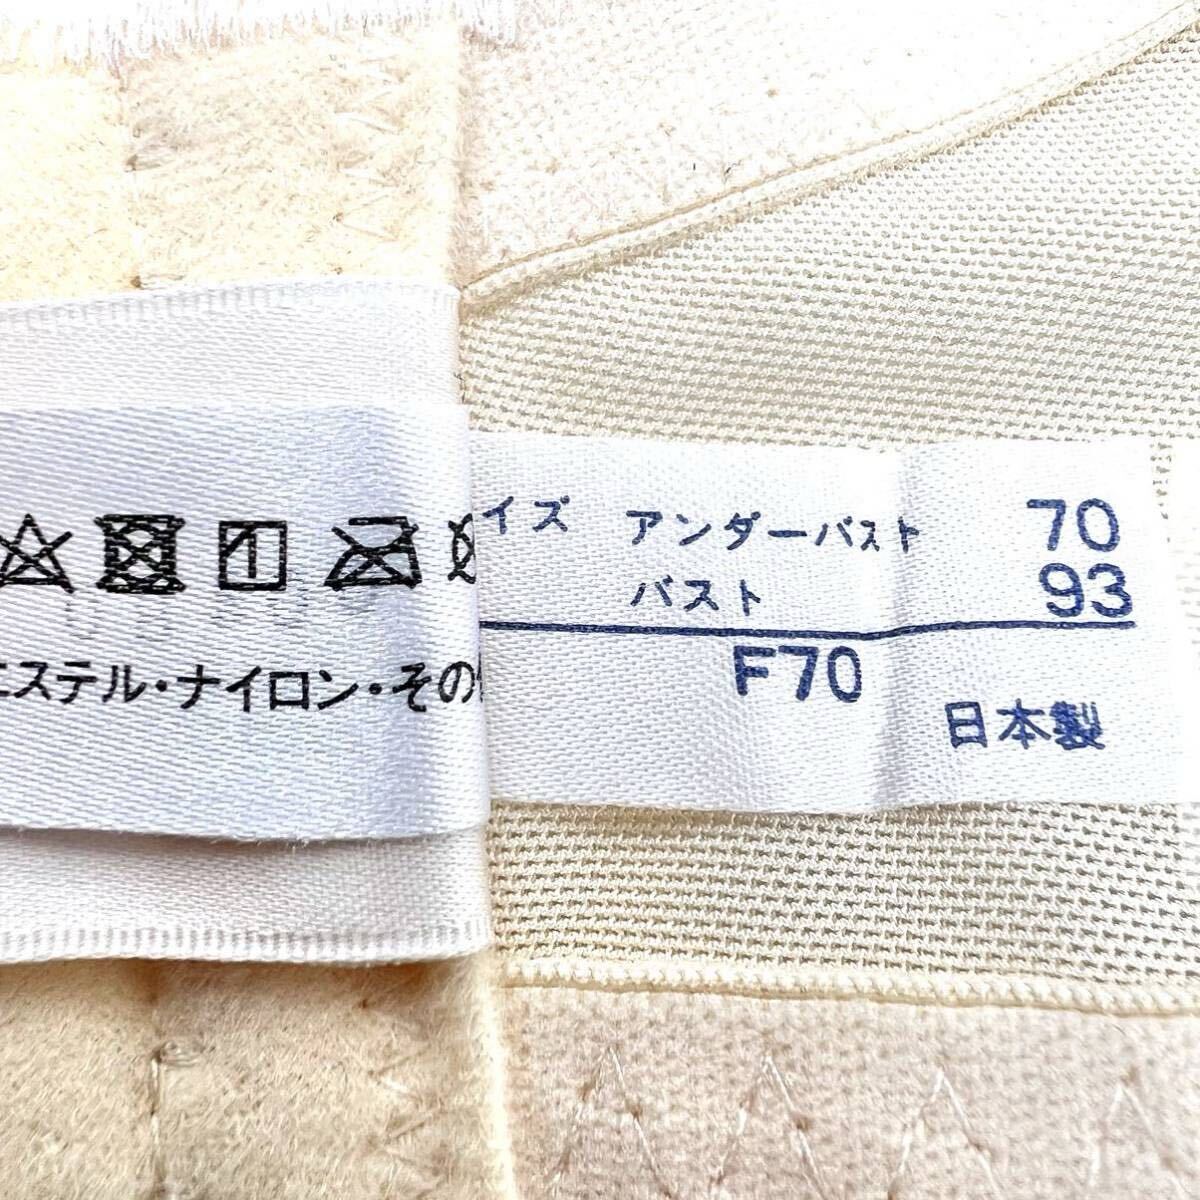 イズ アンダーバスト 70
バスト 93
F70
日本製
エステル・ナイロン・その